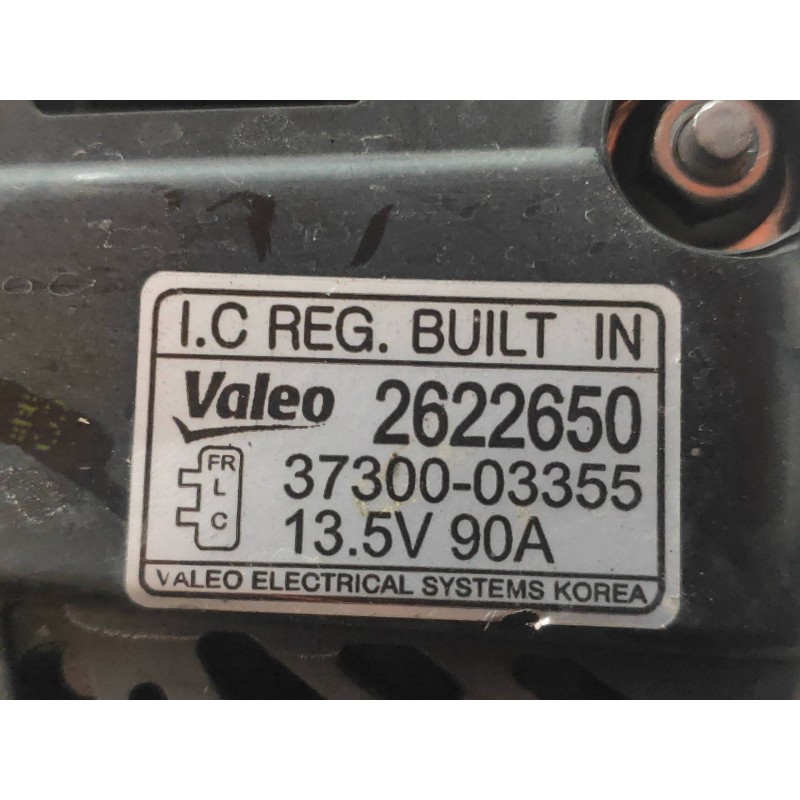 I.C REG. BUILT IN
Valeo 2622650
FR
L
C
37300-03355
13.5V 90A
VALEO ELECTRICAL SYSTEMS KOREA